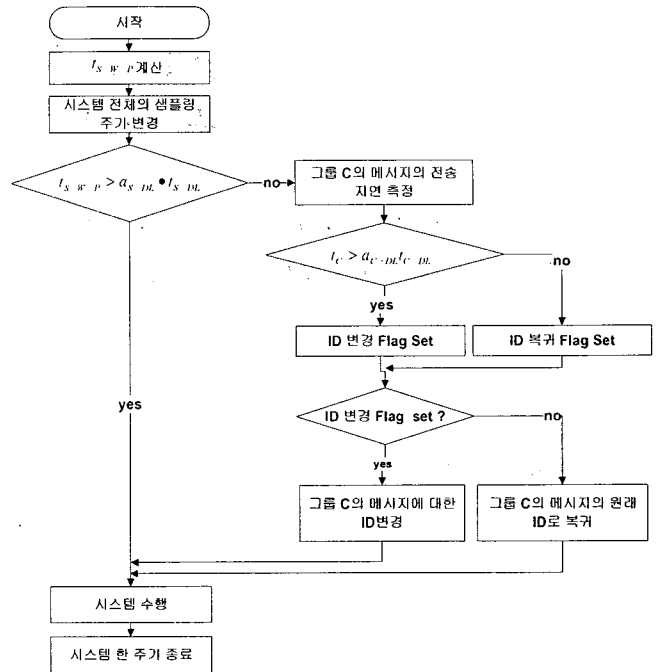 시작
t_S_W_P 계산
시스템 전체의 샘플링
주기 변경
t_S_W_P > a_S_DL • t_S_DL
no
그룹 C의 메시지의 전송
지연 측정
t_C > a_C_DL t_C_DL
no
yes
ID 변경 Flag Set
ID 복귀 Flag Set
yes
ID 변경 Flag set ?
no
yes
그룹 C의 메시지에 대한
ID변경
그룹 C의 메시지의 원래
ID로 복귀
시스템 수행
시스템 한 주기 종료